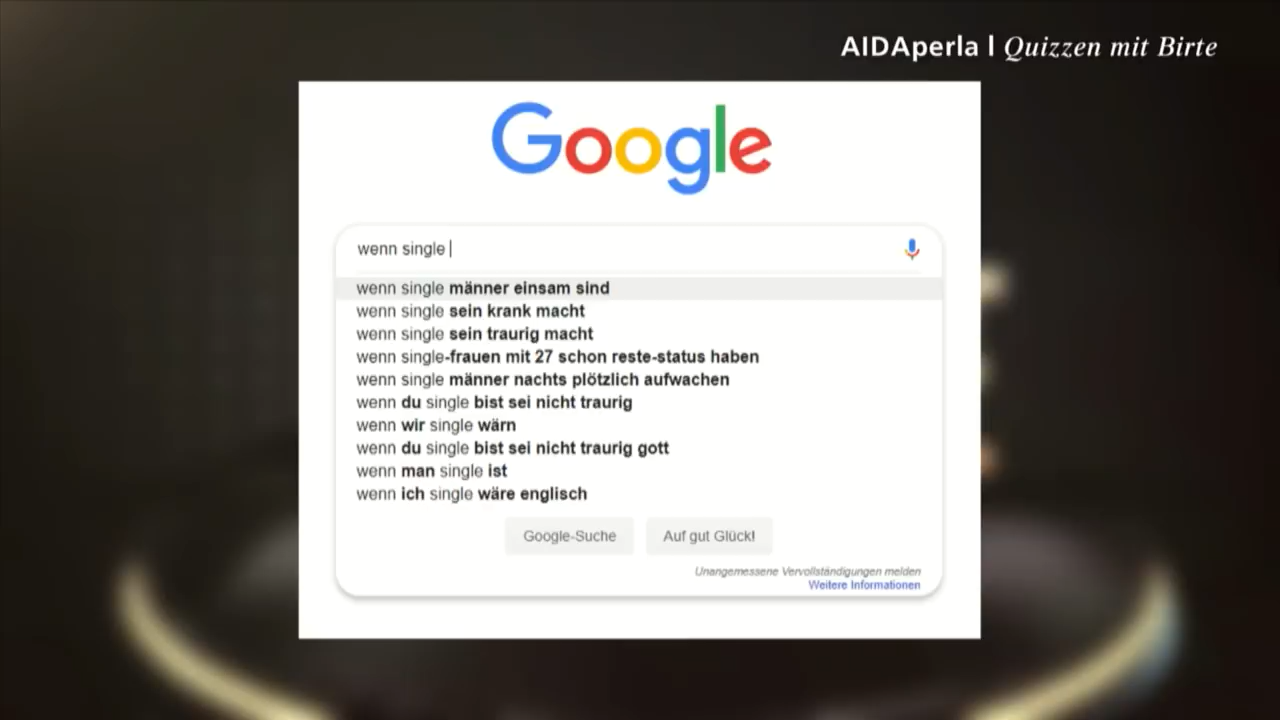 AIDAperla | Quizzen mit Birte
Google
wenn single
wenn single männer einsam sind
wenn single sein krank macht
wenn single sein traurig macht
wenn single-frauen mit 27 schon reste-status haben
wenn single männer nachts plötzlich aufwachen
wenn du single bist sei nicht traurig
wenn wir single wärn
wenn du single bist sei nicht traurig gott
wenn man single ist
wenn ich single wäre englisch
Google-Suche Auf gut Glück!
Unangemessene Vervollständigungen melden
Weitere Informationen